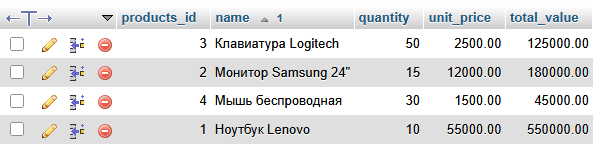 products_id name 1 quantity unit_price total_value
3 Клавиатура Logitech 50 2500.00 125000.00
2 Монитор Samsung 24" 15 12000.00 180000.00
4 Мышь беспроводная 30 1500.00 45000.00
1 Ноутбук Lenovo 10 55000.00 550000.00